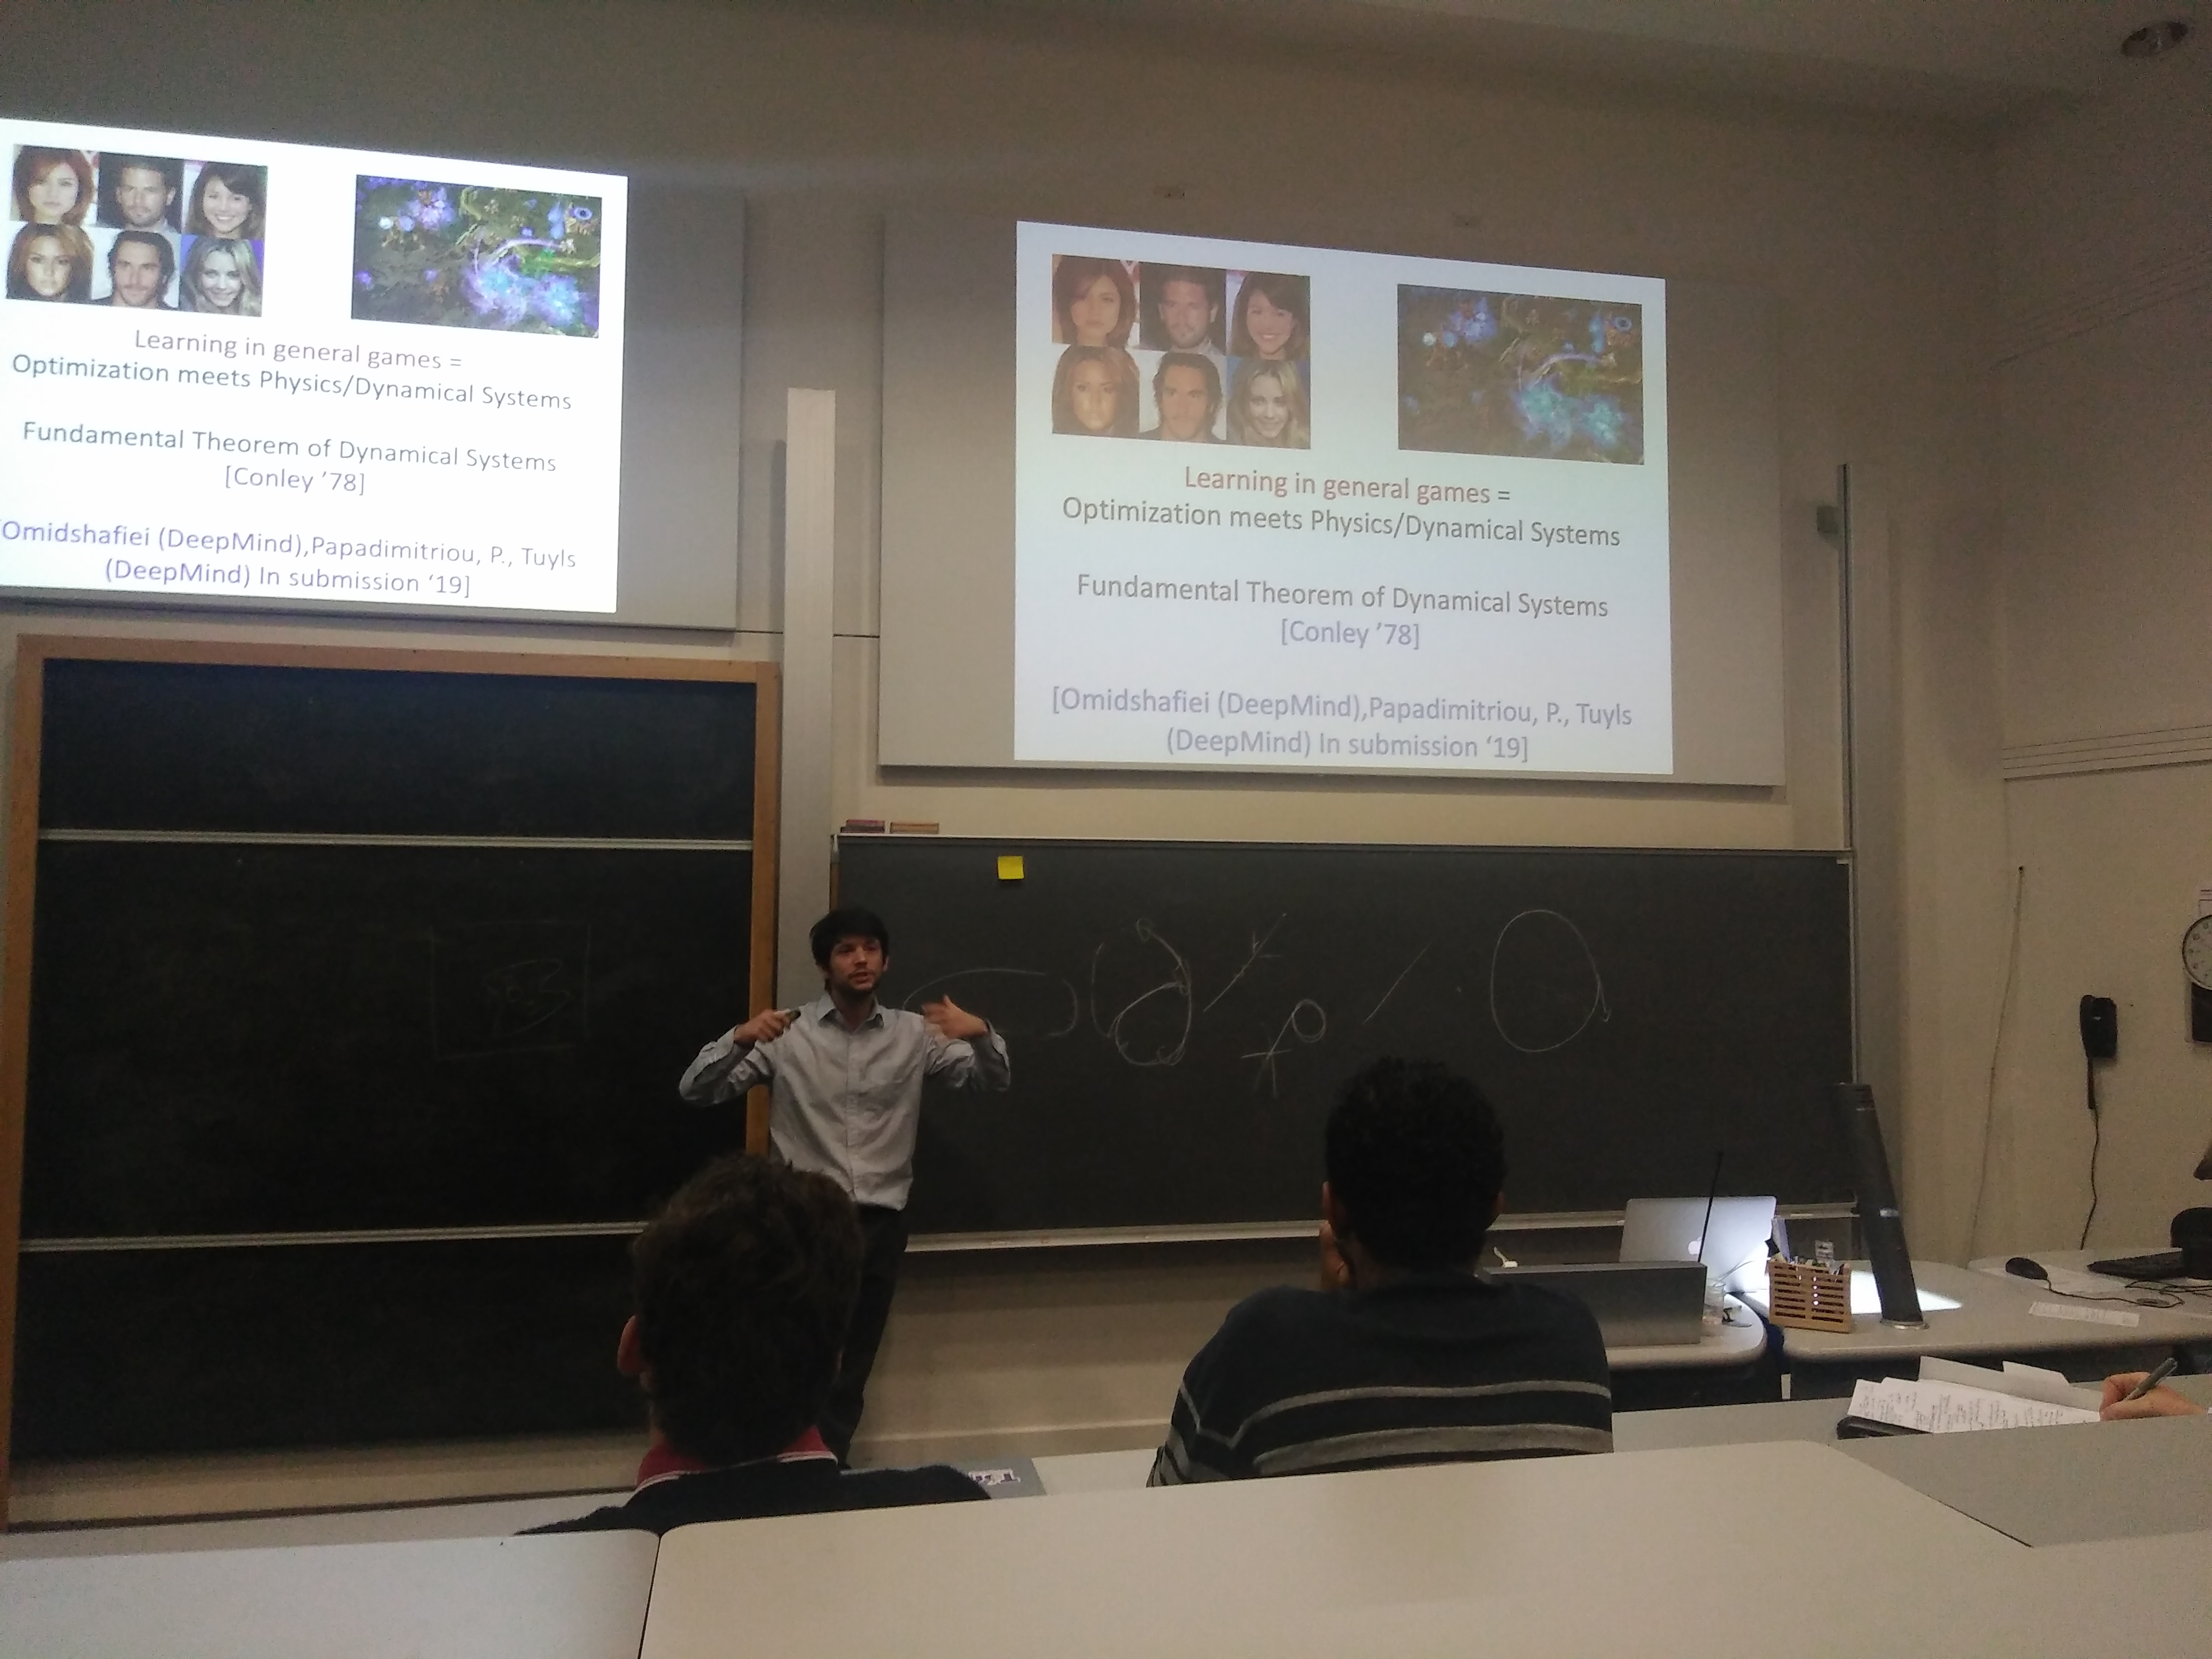 Learning in general games =
Optimization meets Physics/Dynamical Systems
Fundamental Theorem of Dynamical Systems
[Conley ’78]
Omidshafiei (DeepMind),Papadimitriou, P., Tuyls
(DeepMind) In submission ‘19]
Learning in general games =
Optimization meets Physics/Dynamical Systems
Fundamental Theorem of Dynamical Systems
[Conley ’78]
[Omidshafiei (DeepMind),Papadimitriou, P., Tuyls
(DeepMind) In submission ‘19]